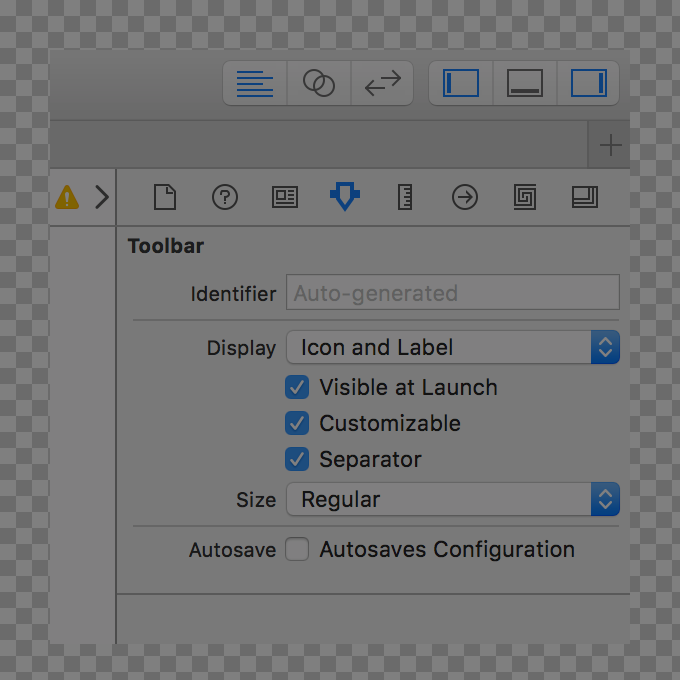 Toolbar
Identifier Auto-generated
Display Icon and Label
Visible at Launch
Customizable
Separator
Size Regular
Autosave Autosaves Configuration